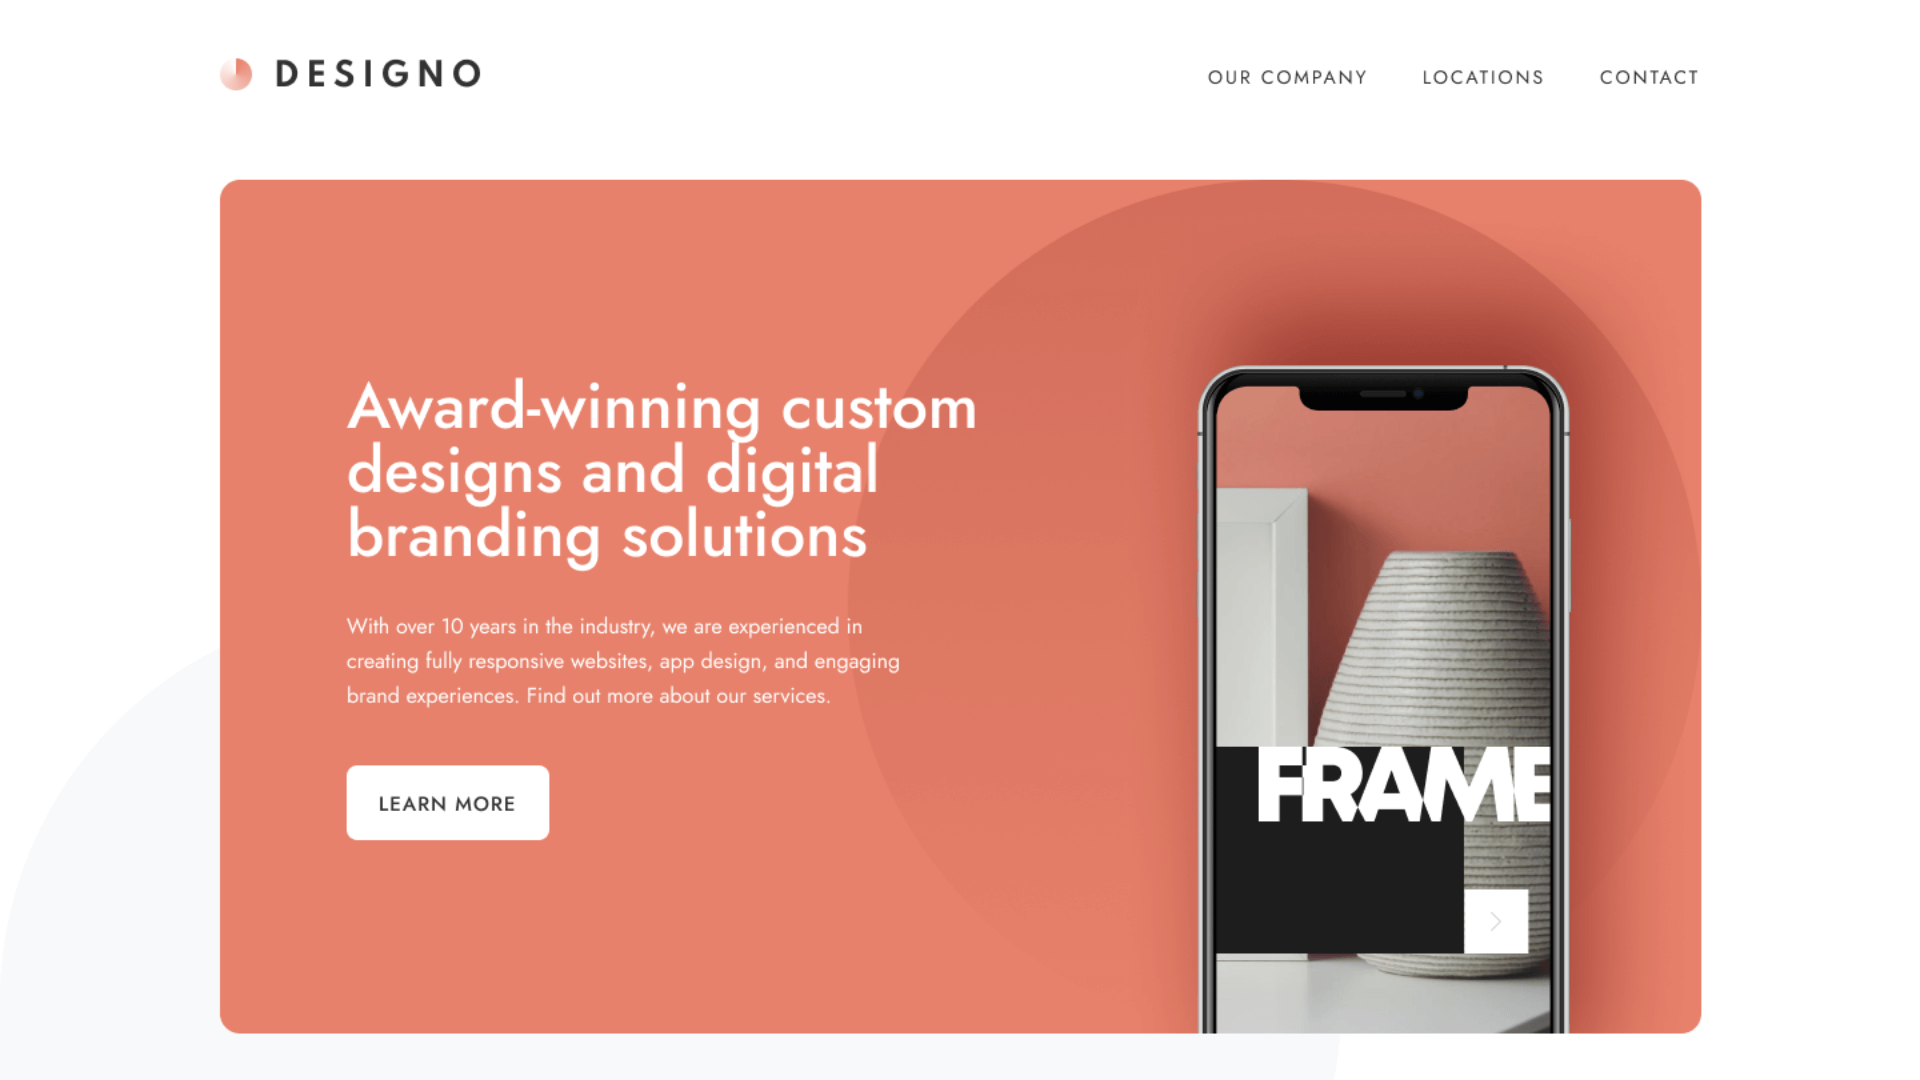 DESIGNO
OUR COMPANY
LOCATIONS
CONTACT
Award-winning custom
designs and digital
branding solutions
With over 10 years in the industry, we are experienced in
creating fully responsive websites, app design, and engaging
brand experiences. Find out more about our services.
LEARN MORE
FRAME